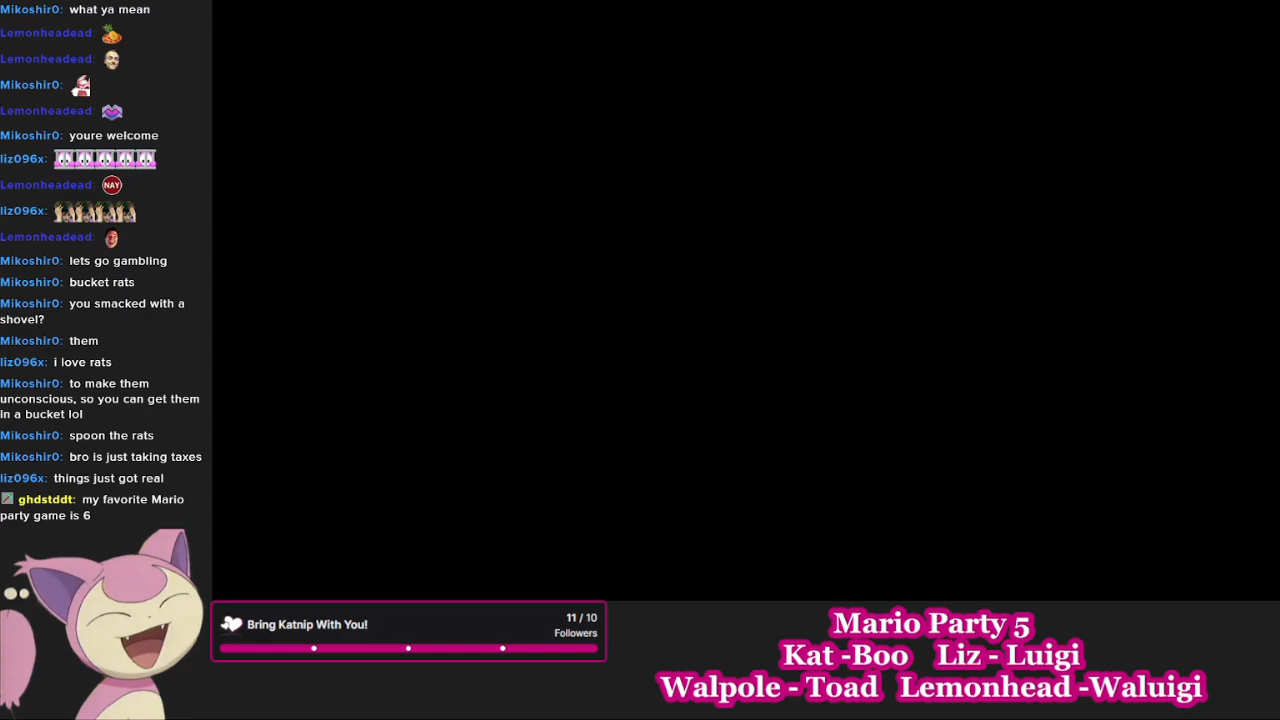 Mikoshir0: what ya mean
Lemonheadead:
Lemonheadead:
Mikoshir0:
Lemonheadead:
Mikoshir0: youre welcome
liz096x:
Lemonheadead: NAY
liz096x:
Lemonheadead:
Mikoshir0: lets go gambling
Mikoshir0: bucket rats
Mikoshir0: you smacked with a
shovel?
Mikoshir0: them
liz096x: i love rats
Mikoshir0: to make them
unconscious, so you can get them
in a bucket lol
Mikoshir0: spoon the rats
Mikoshir0: bro is just taking taxes
liz096x: things just got real
ghdstddt: my favorite Mario
party game is 6
Bring Katnip With You!
11 / 10
Followers
Mario Party 5
Kat -Boo Liz - Luigi
Walpole - Toad Lemonhead -Waluigi